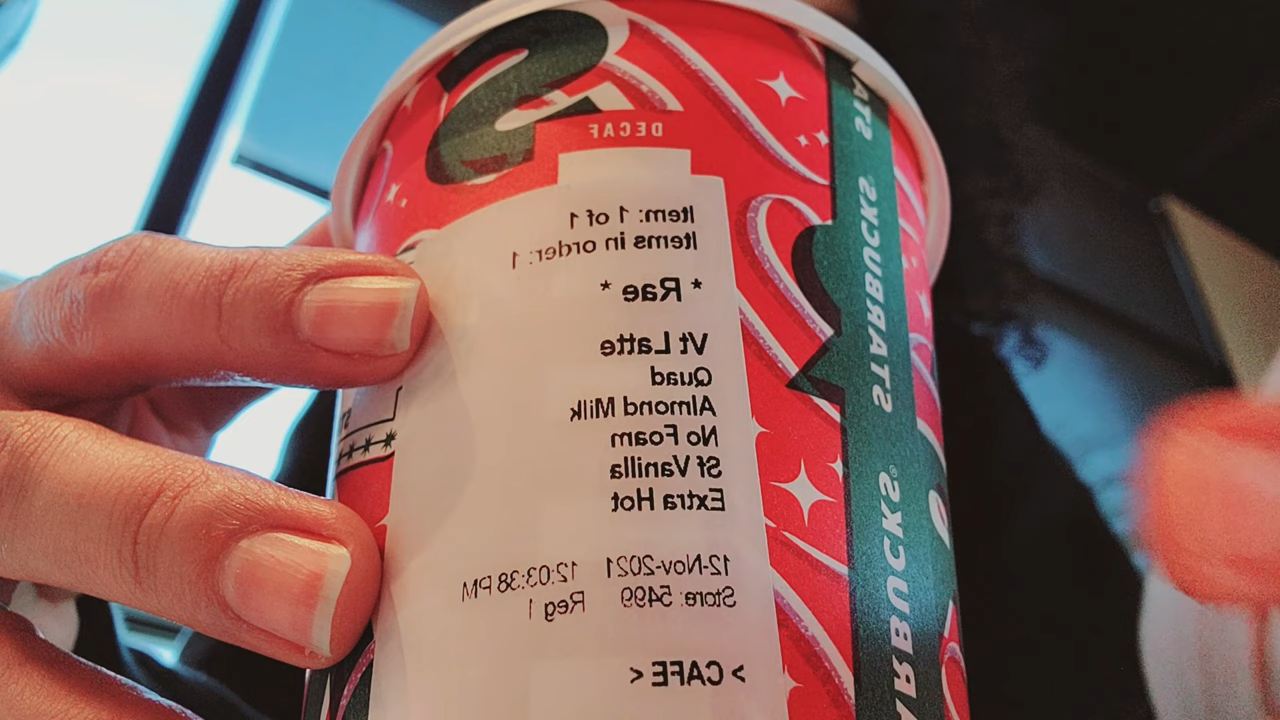 DECAF
Item: 1 of 1
Items in order: 1
* Rae *
Vt Latte
Quad
Almond Milk
No Foam
Sf Vanilla
Extra Hot
12-Nov-2021 12:03:38 PM
Store: 5499 Reg 1
> CAFE <
STARBUCKS
STARBUCKS®